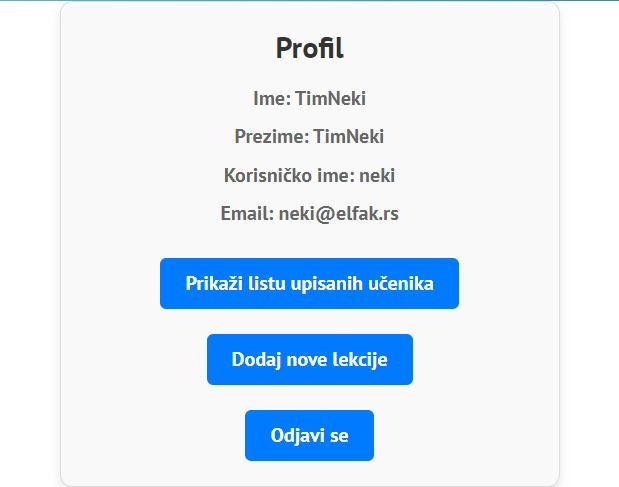 Profil
Ime: TimNeki
Prezime: TimNeki
Korisničko ime: neki
Email: neki@elfak.rs
Prikaži listu upisanih učenika
Dodaj nove lekcije
Odjavi se